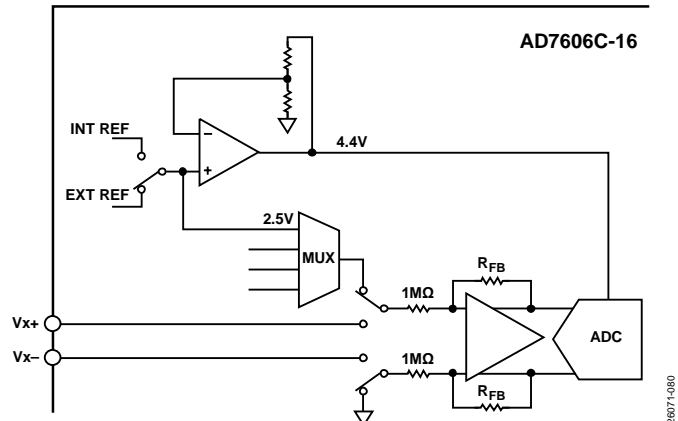 AD7606C-16
INT REF
−
+
4.4V
EXT REF
2.5V
MUX
RFB
1MΩ
Vx+
ADC
Vx−
1MΩ
RFB
26071-080